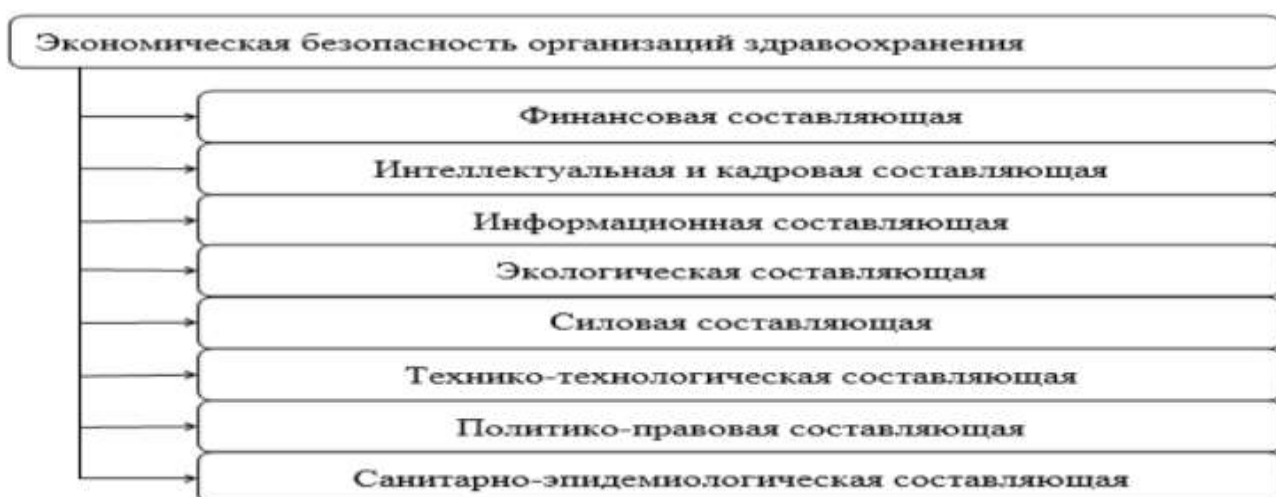 Экономическая безопасность организаций здравоохранения
Финансовая составляющая
Интеллектуальная и кадровая составляющая
Информационная составляющая
Экологическая составляющая
Силовая составляющая
Технико-технологическая составляющая
Политико-правовая составляющая
Санитарно-эпидемиологическая составляющая